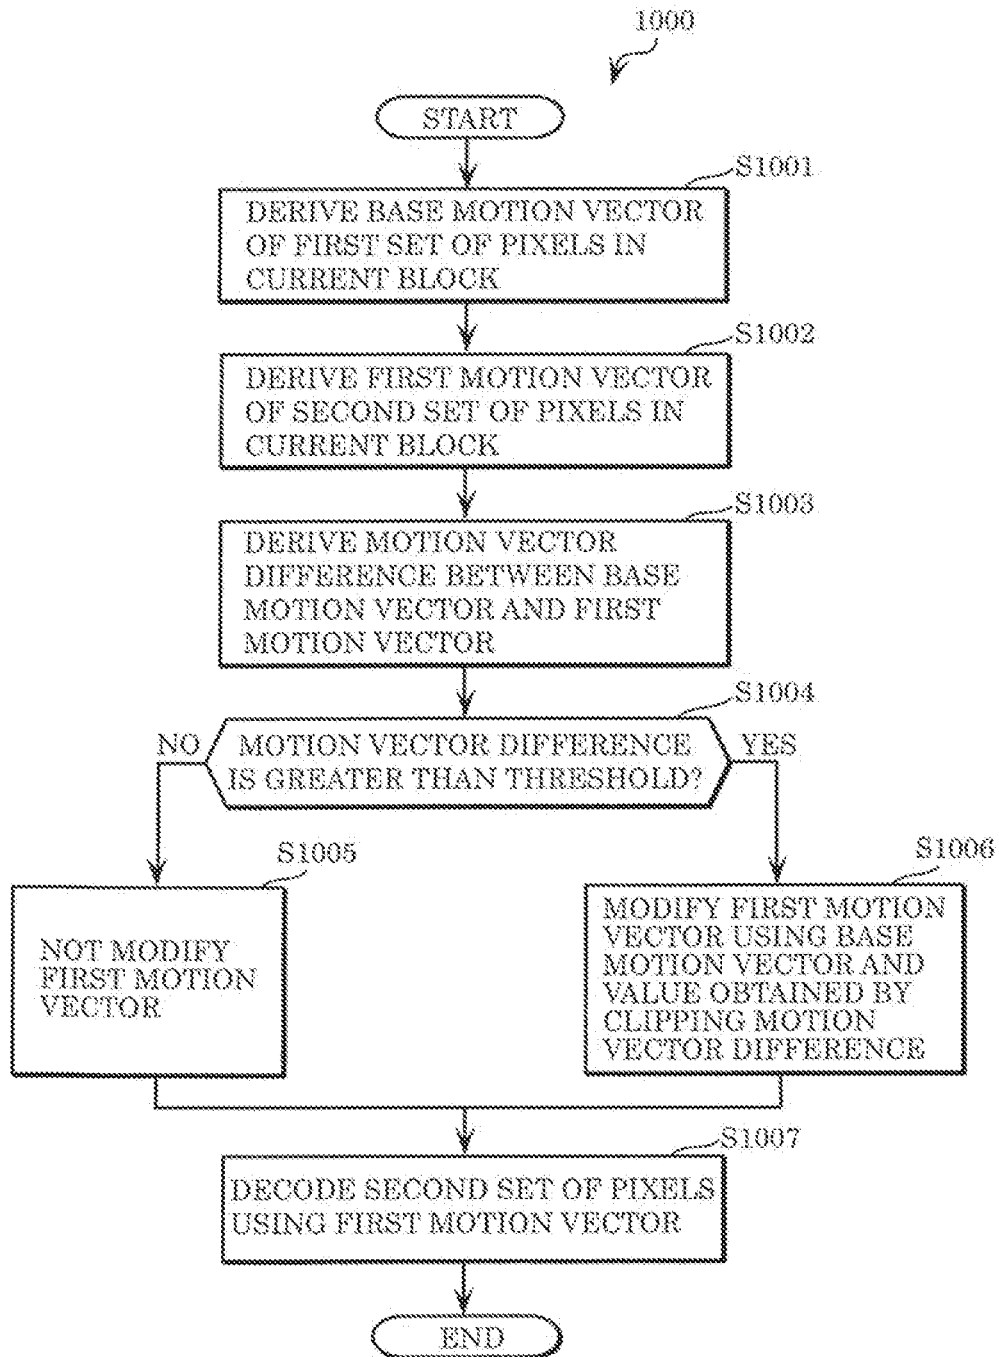 1000
START
S1001
DERIVE BASE MOTION VECTOR
OF FIRST SET OF PIXELS IN
CURRENT BLOCK
S1002
DERIVE FIRST MOTION VECTOR
OF SECOND SET OF PIXELS IN
CURRENT BLOCK
S1003
DERIVE MOTION VECTOR
DIFFERENCE BETWEEN BASE
MOTION VECTOR AND FIRST
MOTION VECTOR
S1004
NO
MOTION VECTOR DIFFERENCE
IS GREATER THAN THRESHOLD?
YES
S1005
NOT MODIFY
FIRST MOTION
VECTOR
S1006
MODIFY FIRST MOTION
VECTOR USING BASE
MOTION VECTOR AND
VALUE OBTAINED BY
CLIPPING MOTION
VECTOR DIFFERENCE
S1007
DECODE SECOND SET OF PIXELS
USING FIRST MOTION VECTOR
END